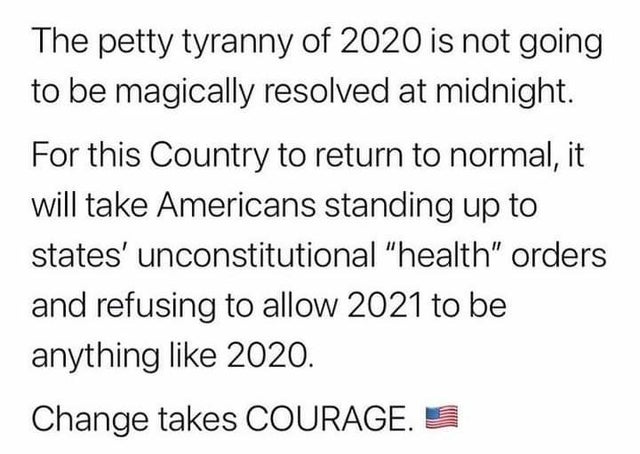 The petty tyranny of 2020 is not going
to be magically resolved at midnight.
For this Country to return to normal, it
will take Americans standing up to
states’ unconstitutional "health" orders
and refusing to allow 2021 to be
anything like 2020.
Change takes COURAGE. 🇺🇸